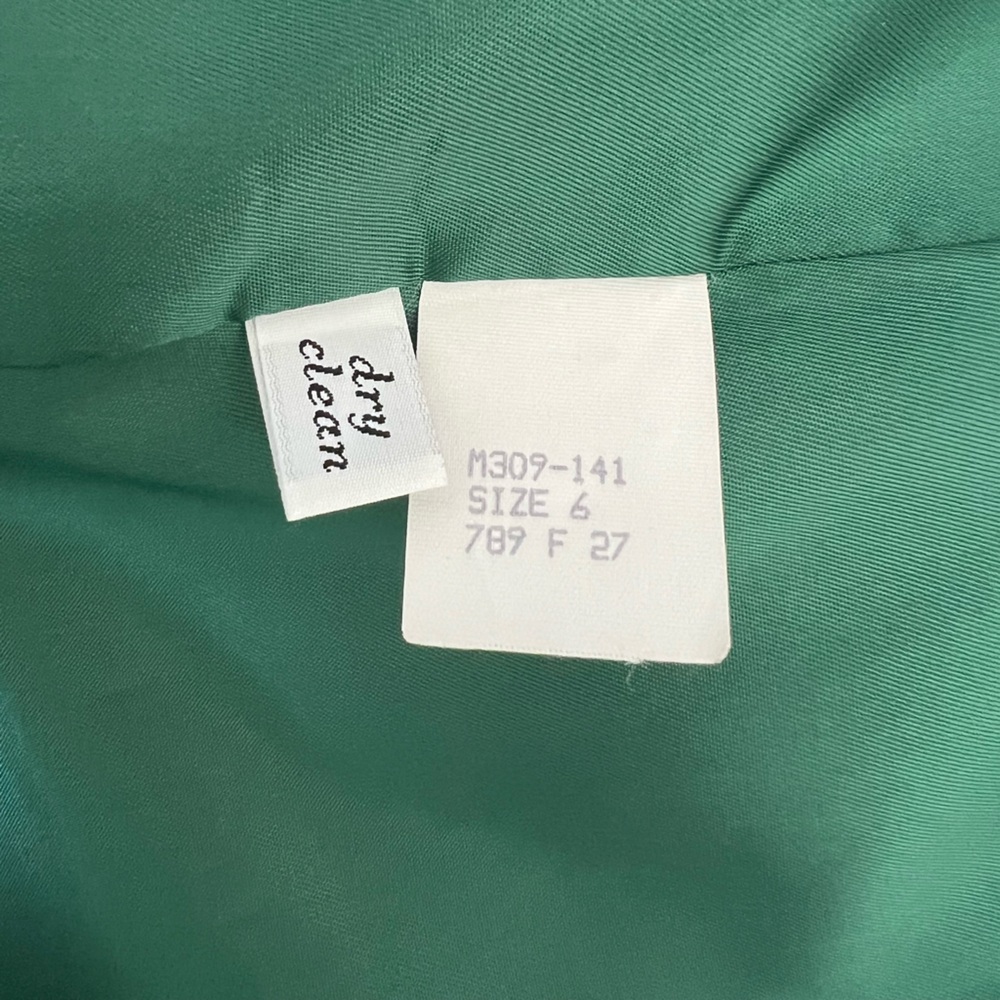 dry
clean
M309-141
SIZE 6
789 F 27